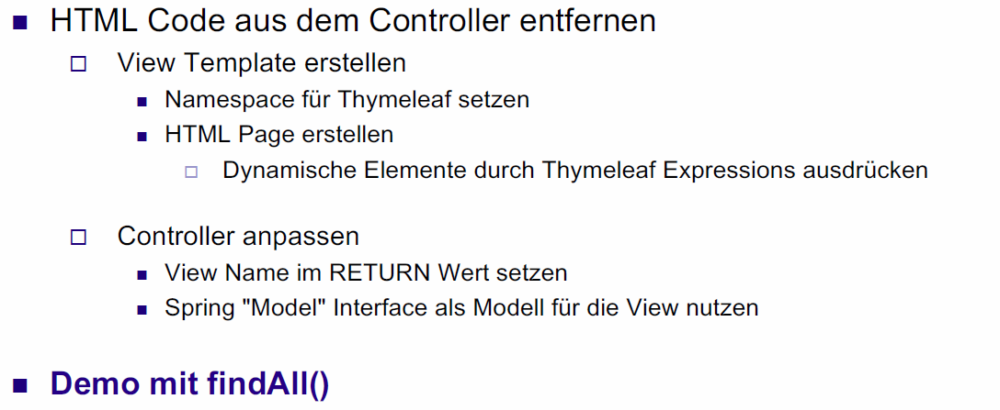 HTML Code aus dem Controller entfernen
View Template erstellen
Namespace für Thymeleaf setzen
HTML Page erstellen
Dynamische Elemente durch Thymeleaf Expressions ausdrücken
Controller anpassen
View Name im RETURN Wert setzen
Spring "Model" Interface als Modell für die View nutzen
Demo mit findAll()